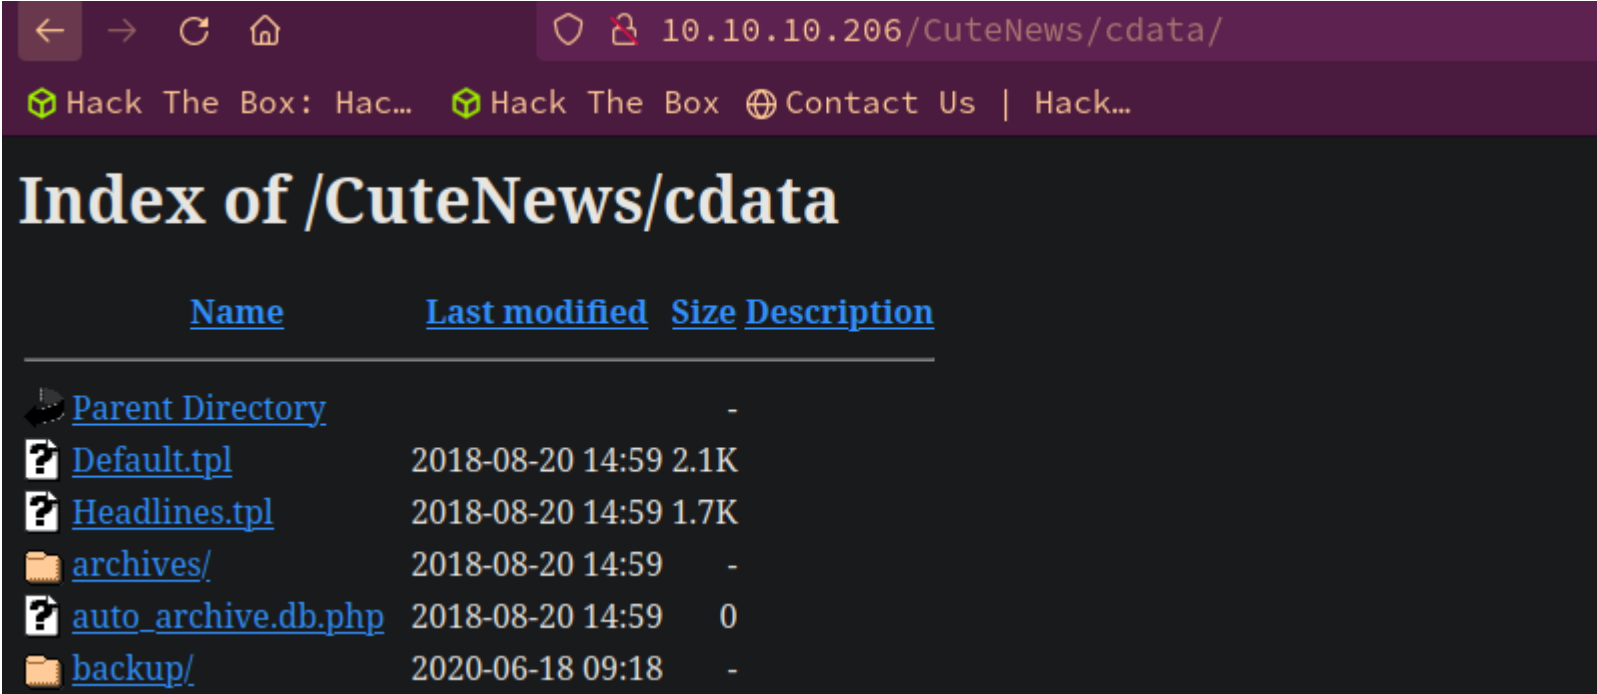 10.10.10.206/CuteNews/cdata/
Hack The Box: Hac… Hack The Box Contact Us | Hack…
Index of /CuteNews/cdata
Name Last modified Size Description
Parent Directory -
Default.tpl 2018-08-20 14:59 2.1K
Headlines.tpl 2018-08-20 14:59 1.7K
archives/ 2018-08-20 14:59 -
auto_archive.db.php 2018-08-20 14:59 0
backup/ 2020-06-18 09:18 -